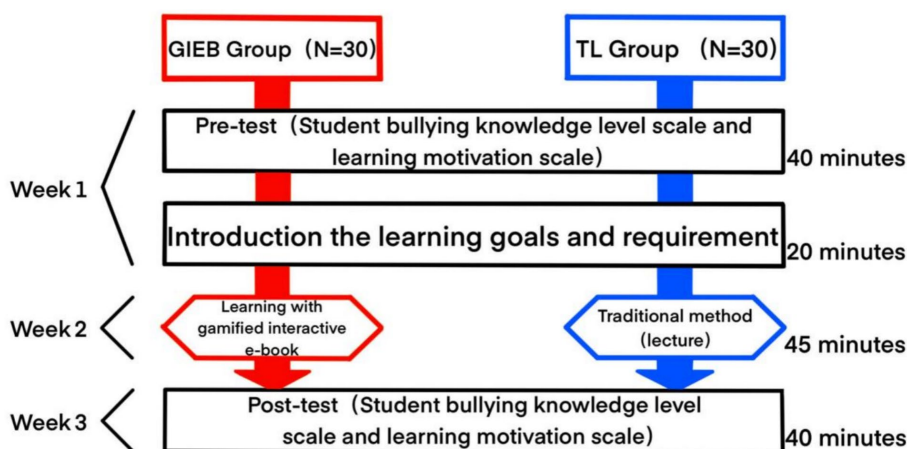 GIEB Group（N=30）
TL Group （N=30）
Pre-test（Student bullying knowledge level scale and
learning motivation scale）
40 minutes
Week 1
Introduction the learning goals and requirement
20 minutes
Learning with
gamified interactive
e-book
Traditional method
(lecture)
Week 2
45 minutes
Post-test（Student bullying knowledge level
scale and learning motivation scale）
Week 3
40 minutes